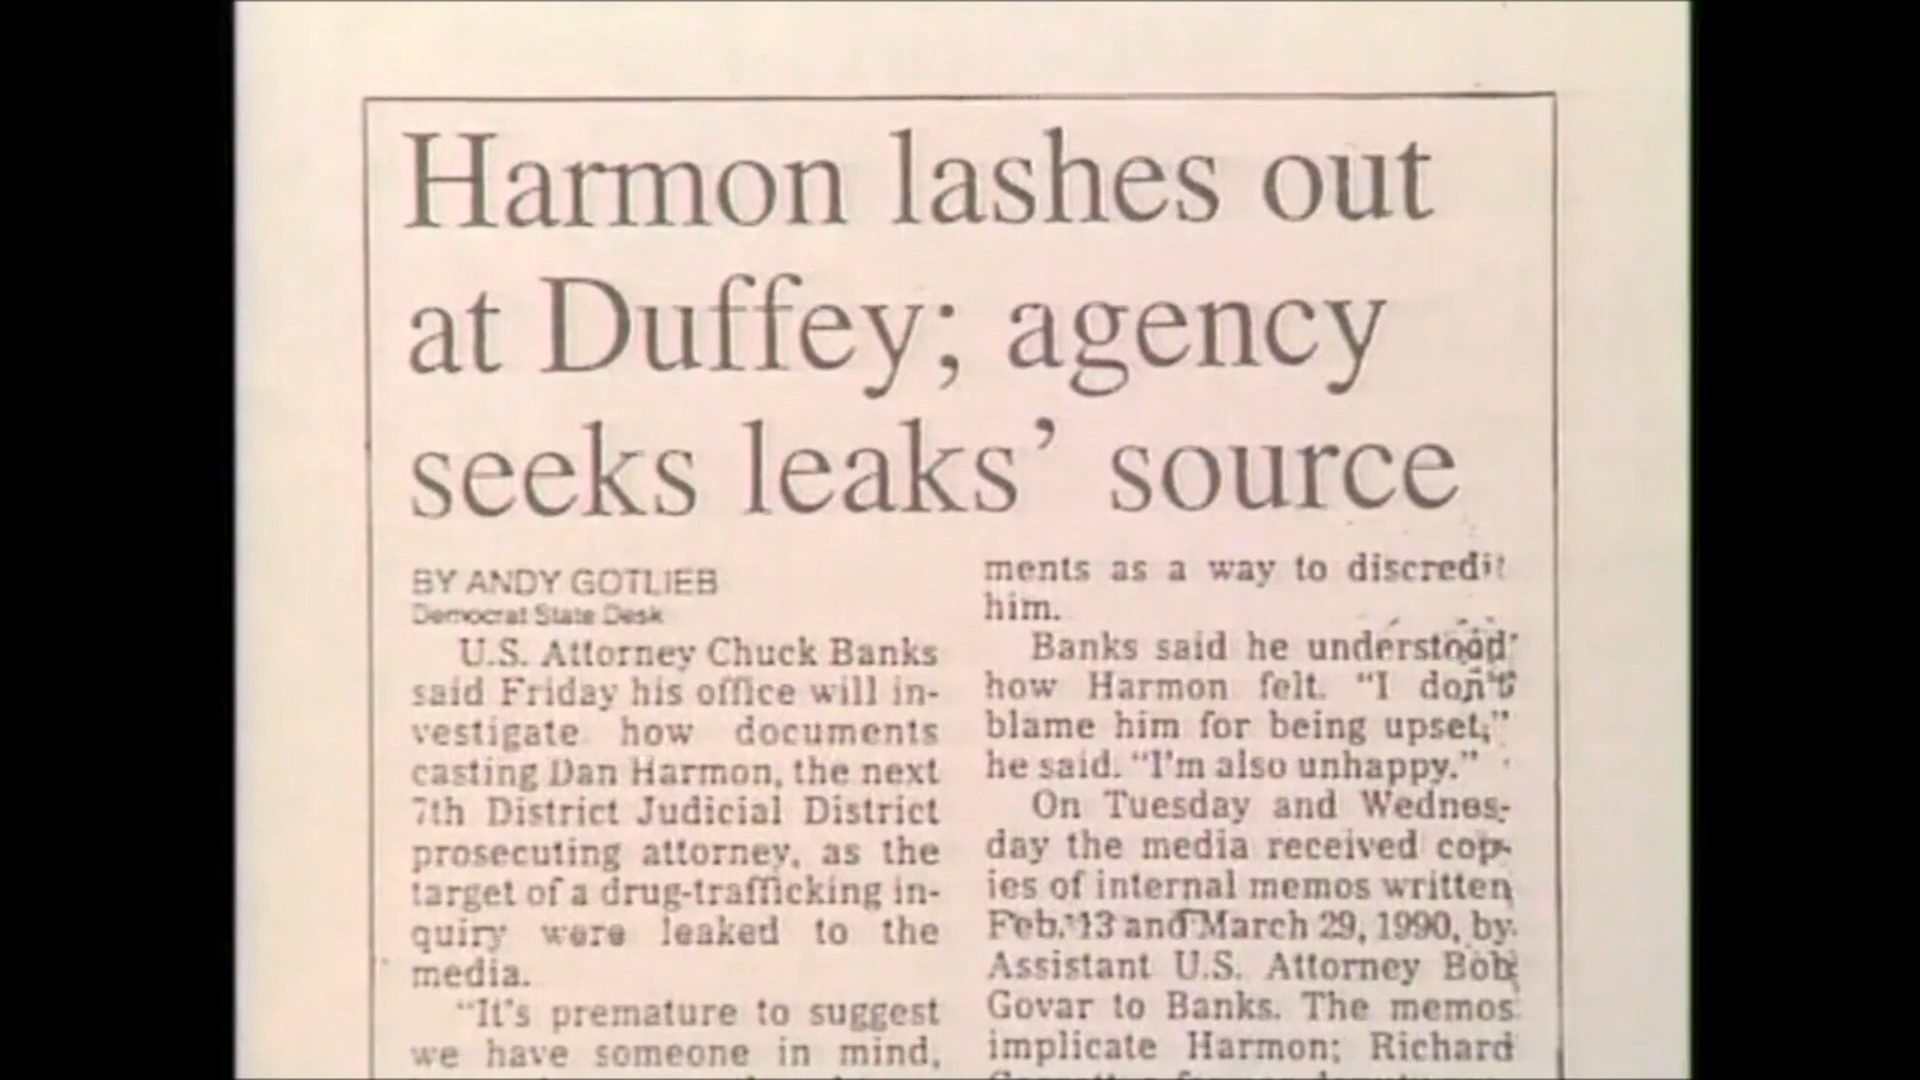 Harmon lashes out
at Duffey; agency
seeks leaks’ source
BY ANDY GOTLIEB
Democrat State Desk
U.S. Attorney Chuck Banks
said Friday his office will in-
vestigate how documents
casting Dan Harmon, the next
7th District Judicial District
prosecuting attorney, as the
target of a drug-trafficking in-
quiry were leaked to the
media.
“It's premature to suggest
we have someone in mind,
ments as a way to discredit
him.
Banks said he understood
how Harmon felt. “I don't
blame him for being upset,”
he said. “I'm also unhappy.”
On Tuesday and Wednes-
day the media received cop-
ies of internal memos written
Feb. 13 and March 29, 1990, by
Assistant U.S. Attorney Bob
Govar to Banks. The memos
implicate Harmon; Richard